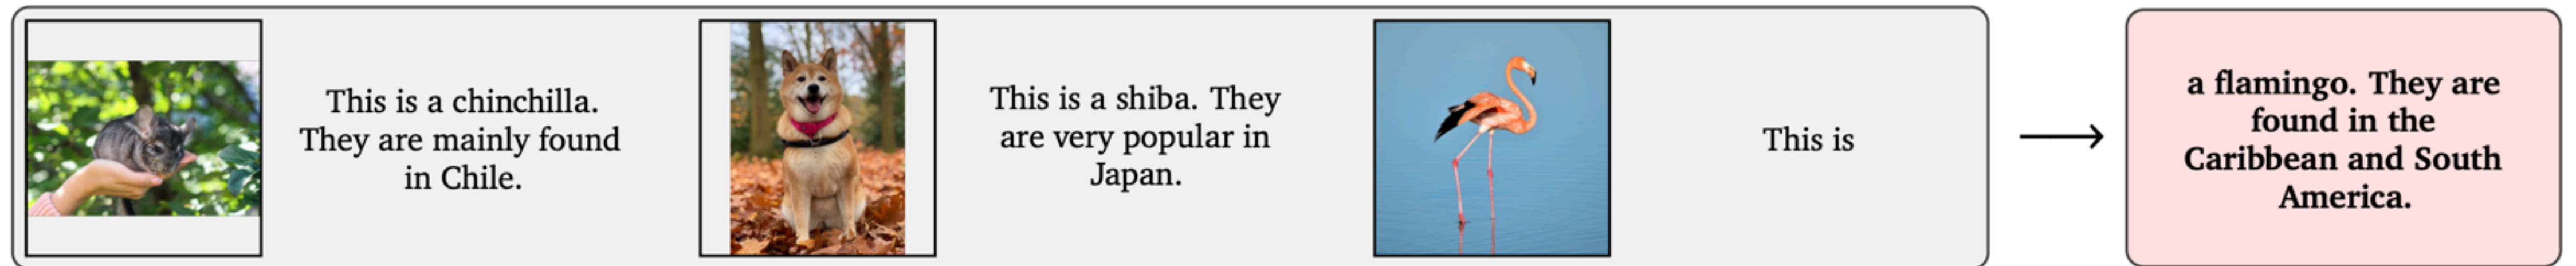 This is a chinchilla.
They are mainly found
in Chile.
This is a shiba. They
are very popular in
Japan.
This is
a flamingo. They are
found in the
Caribbean and South
America.